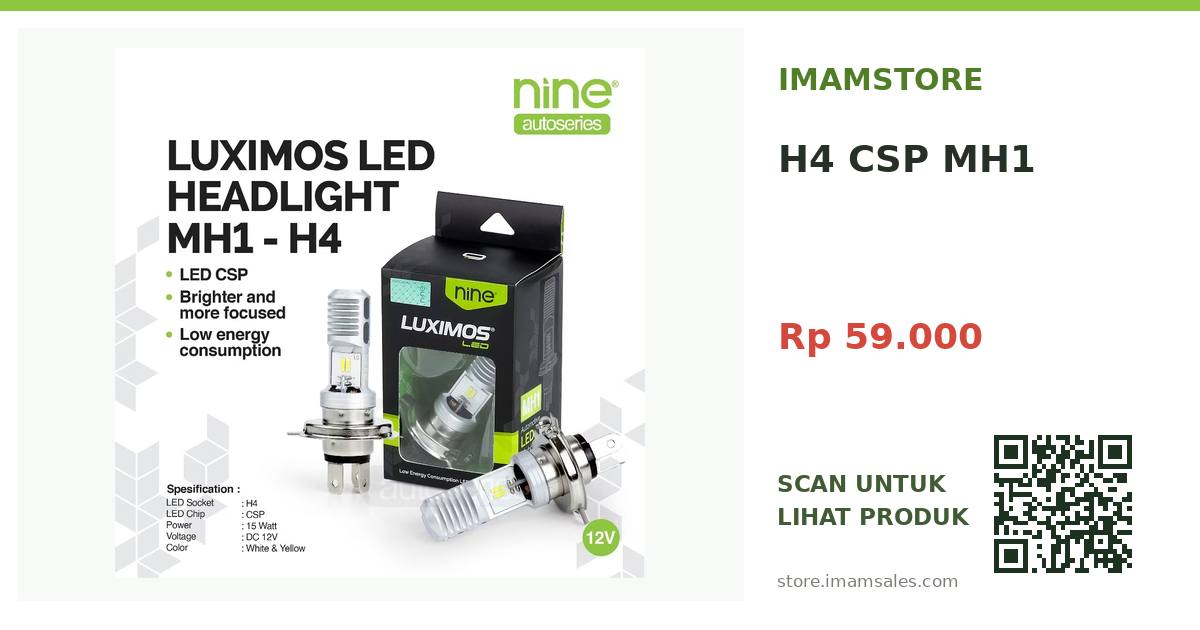 nine®
autoseries
LUXIMOS LED
HEADLIGHT
MH1 - H4
• LED CSP
• Brighter and
more focused
• Low energy
consumption
nine
LUXIMOS®
LED
MH1
LED
Low Energy Consumption
Spesification :
LED Socket : H4
LED Chip : CSP
Power : 15 Watt
Voltage : DC 12V
Color : White & Yellow
12V
IMAMSTORE
H4 CSP MH1
Rp 59.000
SCAN UNTUK
LIHAT PRODUK
store.imamsales.com